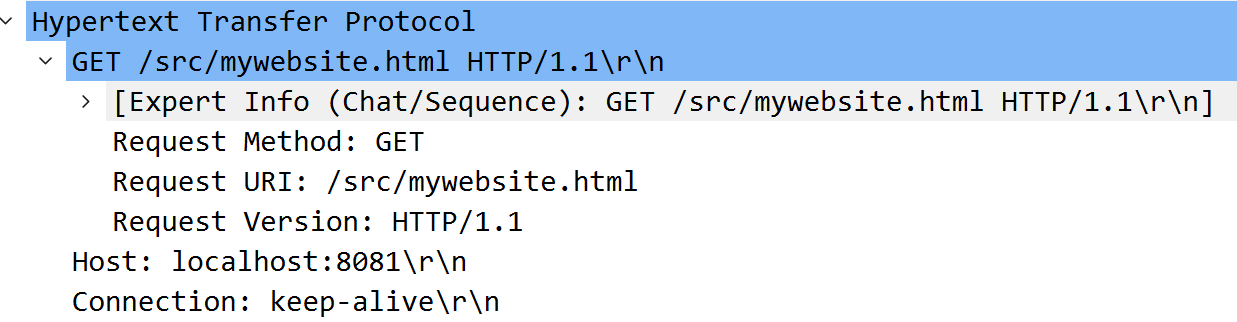 Hypertext Transfer Protocol
GET /src/mywebsite.html HTTP/1.1\r\n
[Expert Info (Chat/Sequence): GET /src/mywebsite.html HTTP/1.1\r\n]
Request Method: GET
Request URI: /src/mywebsite.html
Request Version: HTTP/1.1
Host: localhost:8081\r\n
Connection: keep-alive\r\n